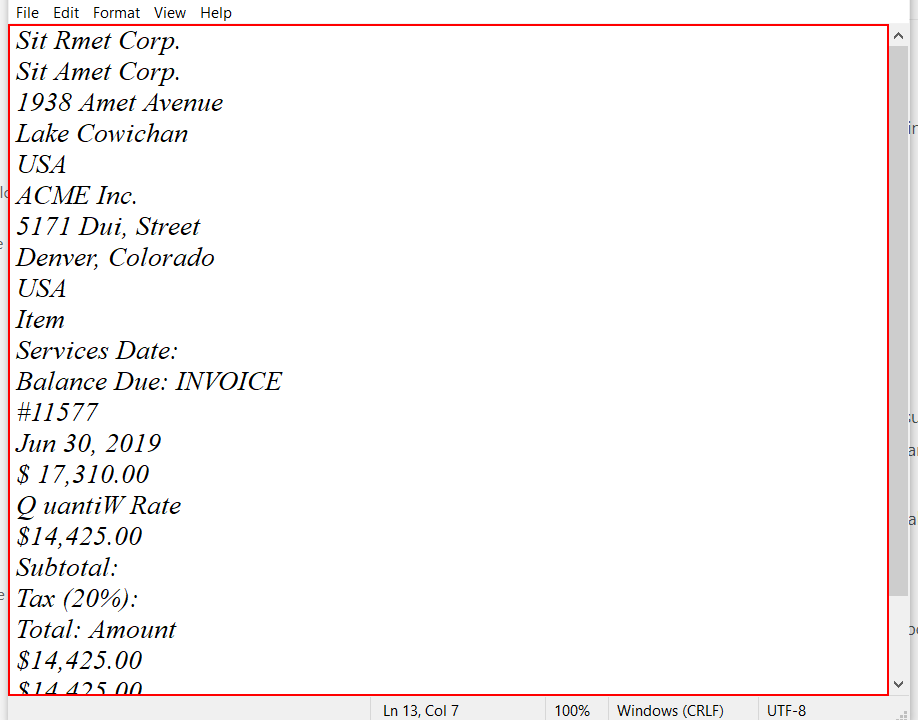 File Edit Format View Help
Sit Rmet Corp.
Sit Amet Corp.
1938 Amet Avenue
Lake Cowichan
USA
ACME Inc.
5171 Dui, Street
Denver, Colorado
USA
Item
Services Date:
Balance Due: INVOICE
#11577
Jun 30, 2019
$ 17,310.00
Q uantiW Rate
$14,425.00
Subtotal:
Tax (20%):
Total: Amount
$14,425.00
$14,425.00
Ln 13, Col 7 100% Windows (CRLF) UTF-8